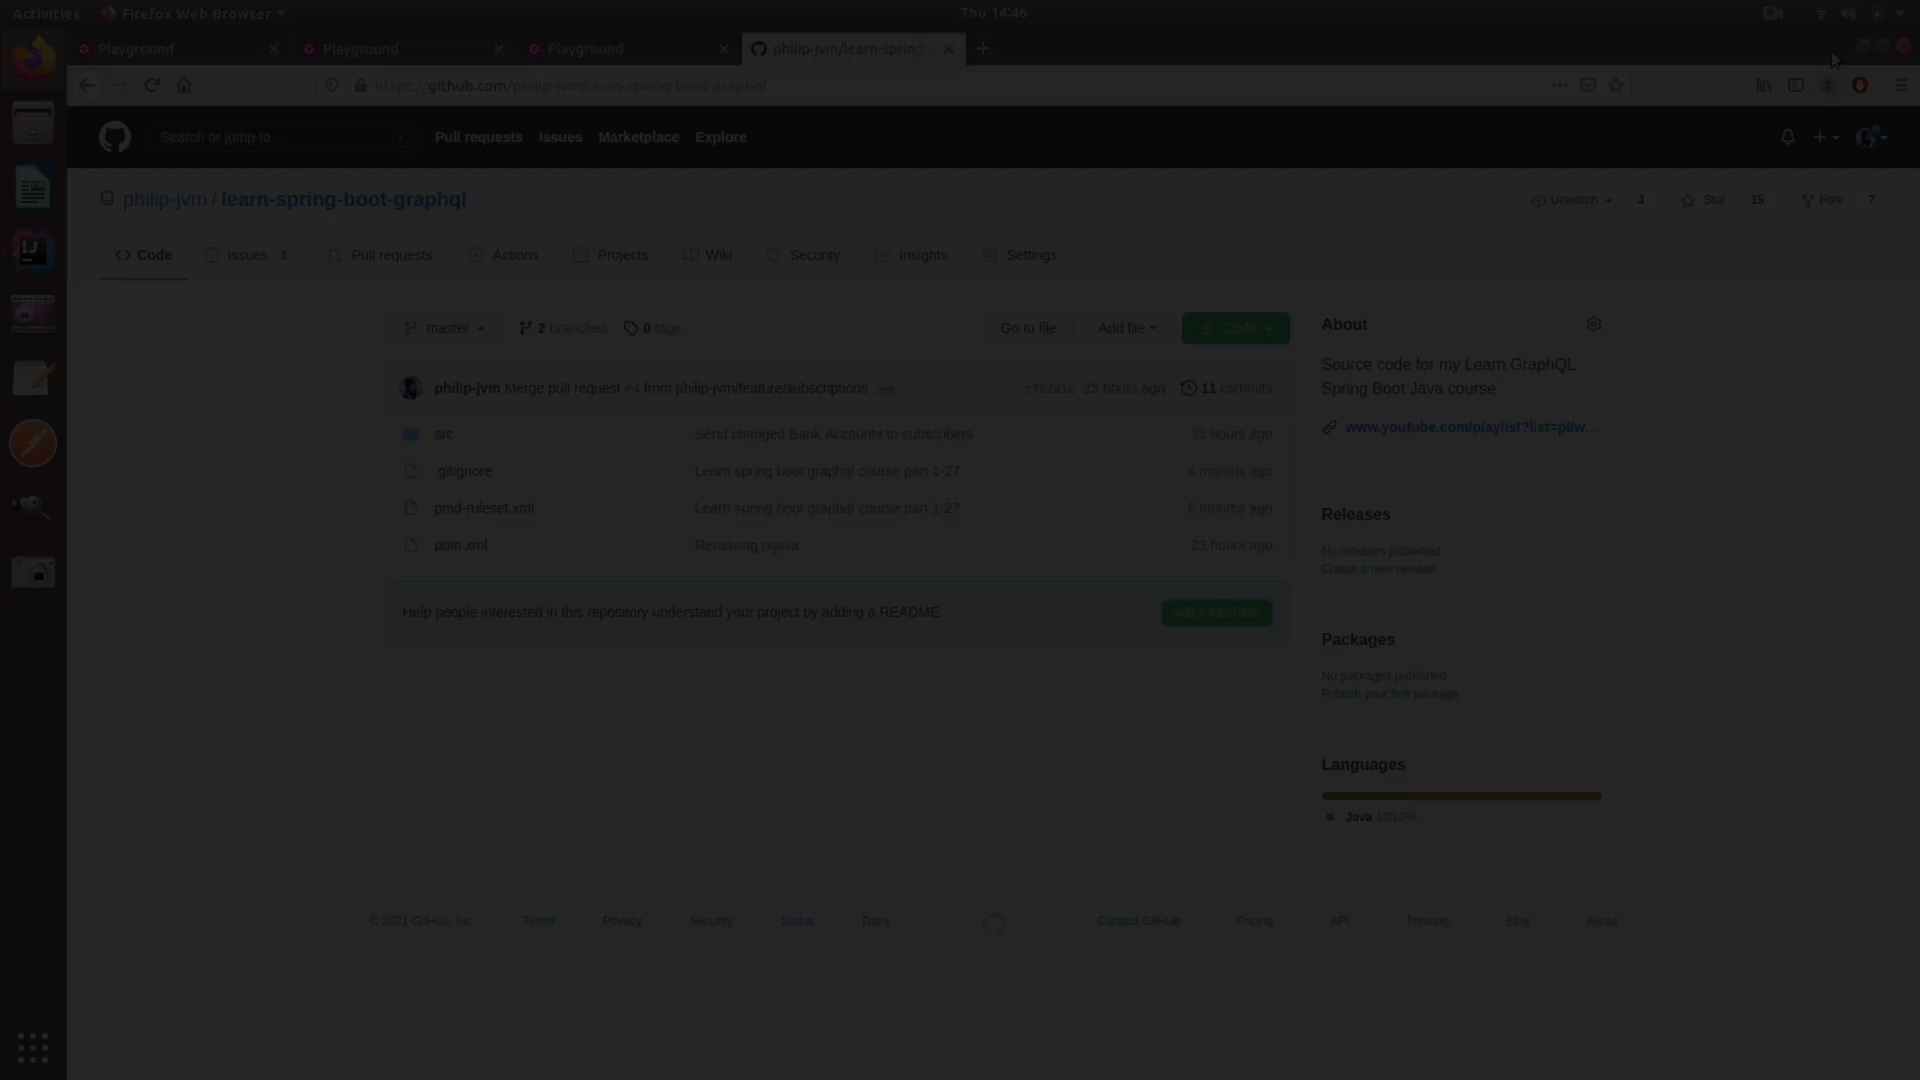 Activities Firefox Web Browser Thu 14:46
Playground Playground Playground philip-jvm/learn-spring
https://github.com/philip-jvm/learn-spring-boot-graphql
Search or jump to... / Pull requests Issues Marketplace Explore
philip-jvm / learn-spring-boot-graphql Unwatch 3 Star 15 Fork 7
Code Issues 1 Pull requests Actions Projects Wiki Security Insights Settings
master 2 branches 0 tags Go to file Add file Code
About
Source code for my Learn GraphQL
Spring Boot Java course
www.youtube.com/playlist?list=pliw...
philip-jvm Merge pull request #4 from philip-jvm/feature/subscriptions ... 23 hours ago 11 commits
src Send changed Bank Accounts to subscribers 23 hours ago
.gitignore Learn spring boot graphql course part 1-27 6 months ago
pmd-ruleset.xml Learn spring boot graphql course part 1-27 6 months ago
pom.xml Removing rxjava 23 hours ago
Help people interested in this repository understand your project by adding a README. Add a README
Releases
No releases published
Create a new release
Packages
No packages published
Publish your first package
Languages
Java 100.0%
© 2021 GitHub, Inc. Terms Privacy Security Status Docs Contact GitHub Pricing API Training Blog About